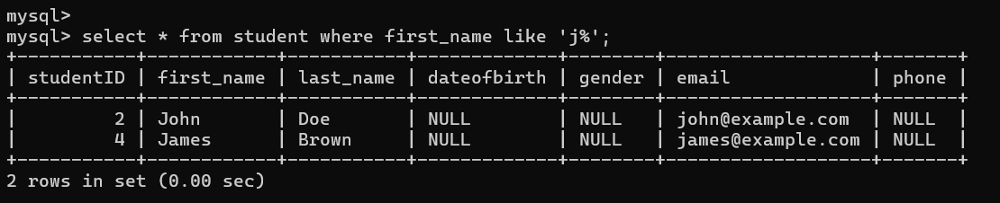 mysql>
mysql> select * from student where first_name like 'j%';
+-----------+------------+-----------+-------------+--------+-------------------+-------+
| studentID | first_name | last_name | dateofbirth | gender | email             | phone |
+-----------+------------+-----------+-------------+--------+-------------------+-------+
|         2 | John       | Doe       | NULL        | NULL   | john@example.com  | NULL  |
|         4 | James      | Brown     | NULL        | NULL   | james@example.com | NULL  |
+-----------+------------+-----------+-------------+--------+-------------------+-------+
2 rows in set (0.00 sec)